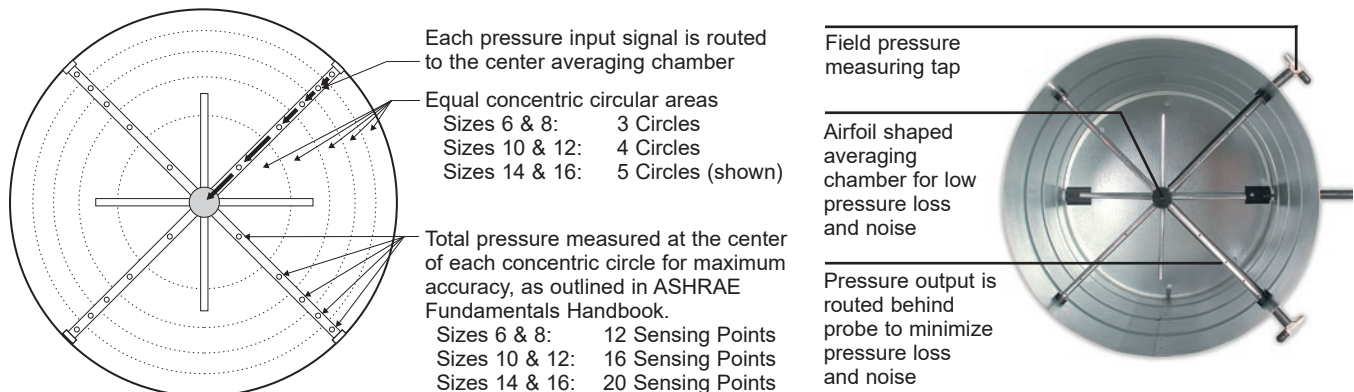 Each pressure input signal is routed
to the center averaging chamber
Equal concentric circular areas
Sizes 6 & 8: 3 Circles
Sizes 10 & 12: 4 Circles
Sizes 14 & 16: 5 Circles (shown)
Total pressure measured at the center
of each concentric circle for maximum
accuracy, as outlined in ASHRAE
Fundamentals Handbook.
Sizes 6 & 8: 12 Sensing Points
Sizes 10 & 12: 16 Sensing Points
Sizes 14 & 16: 20 Sensing Points
Field pressure
measuring tap
Airfoil shaped
averaging
chamber for low
pressure loss
and noise
Pressure output is
routed behind
probe to minimize
pressure loss
and noise